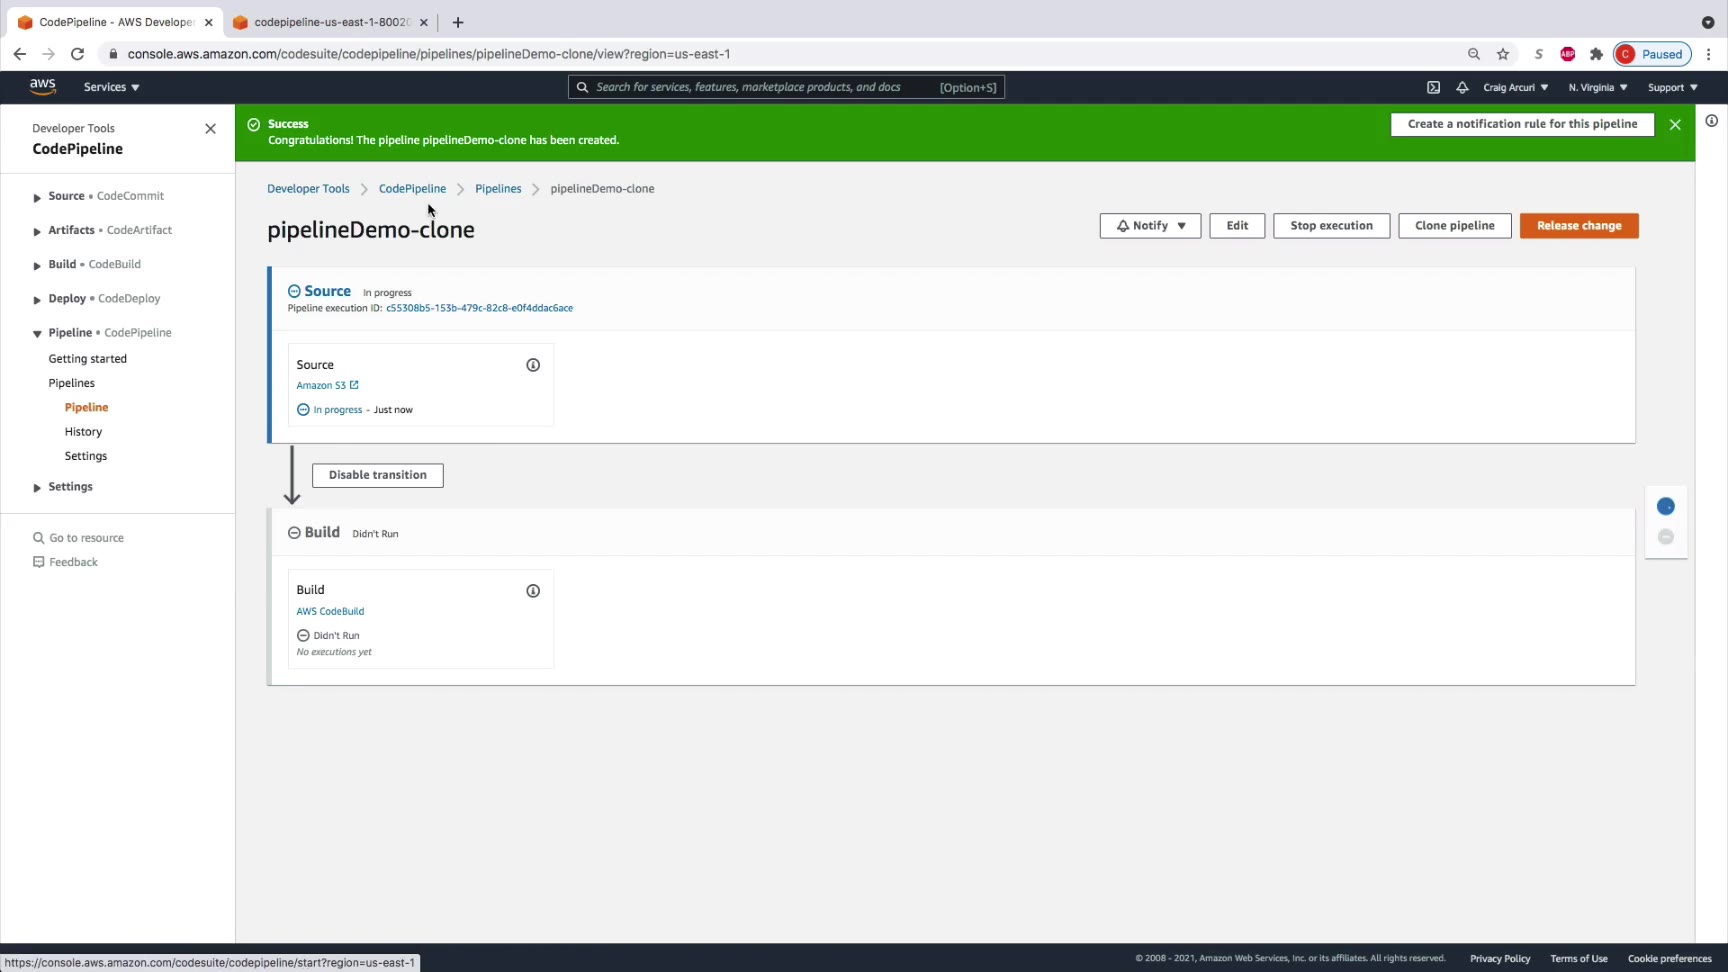 CodePipeline - AWS Develope
codepipeline-us-east-1-80020
console.aws.amazon.com/codesuite/codepipeline/pipelines/pipelineDemo-clone/view?region=us-east-1
S
ABP
C Paused
aws
Services ▼
Search for services, features, marketplace products, and docs [Option+S]
Craig Arcuri ▼
N. Virginia ▼
Support ▼
Developer Tools
CodePipeline
Source • CodeCommit
Artifacts • CodeArtifact
Build • CodeBuild
Deploy • CodeDeploy
Pipeline • CodePipeline
Getting started
Pipelines
Pipeline
History
Settings
Settings
Go to resource
Feedback
Success
Congratulations! The pipeline pipelineDemo-clone has been created.
Create a notification rule for this pipeline
Developer Tools > CodePipeline > Pipelines > pipelineDemo-clone
pipelineDemo-clone
Notify ▼
Edit
Stop execution
Clone pipeline
Release change
Source In progress
Pipeline execution ID: c55308b5-153b-479c-82c8-e0f4ddac6ace
Source
Amazon S3
In progress - Just now
Disable transition
Build Didn't Run
Build
AWS CodeBuild
Didn't Run
No executions yet
https://console.aws.amazon.com/codesuite/codepipeline/start?region=us-east-1
© 2008 - 2021, Amazon Web Services, Inc. or its affiliates. All rights reserved.
Privacy Policy
Terms of Use
Cookie preferences